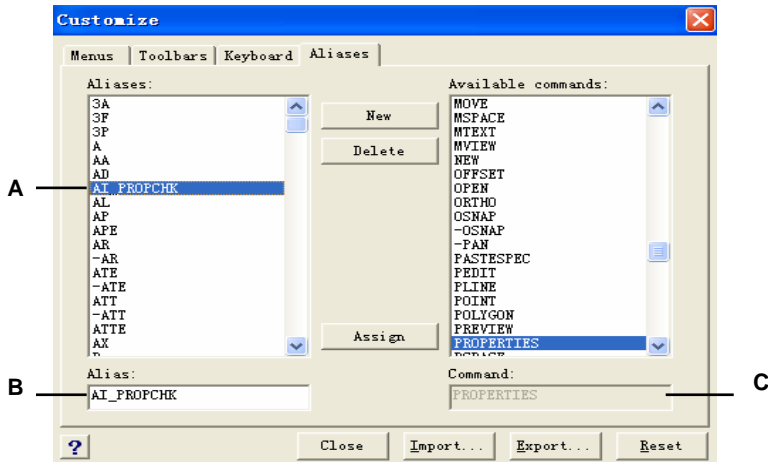 Customize
Menus Toolbars Keyboard Aliases
Aliases:
3A
3F
3P
A
AA
AD
AI_PROPCHK
AL
AP
APE
AR
-AR
ATE
-ATE
ATT
-ATT
ATTE
AX
New
Delete
Assign
Available commands:
MOVE
MSPACE
MTEXT
MVIEW
NEW
OFFSET
OPEN
ORTHO
OSNAP
-OSNAP
-PAN
PASTESPEC
PEDIT
PLINE
POINT
POLYGON
PREVIEW
PROPERTIES
Alias:
AI_PROPCHK
Command:
PROPERTIES
? Close Import... Export... Reset
A
B
C